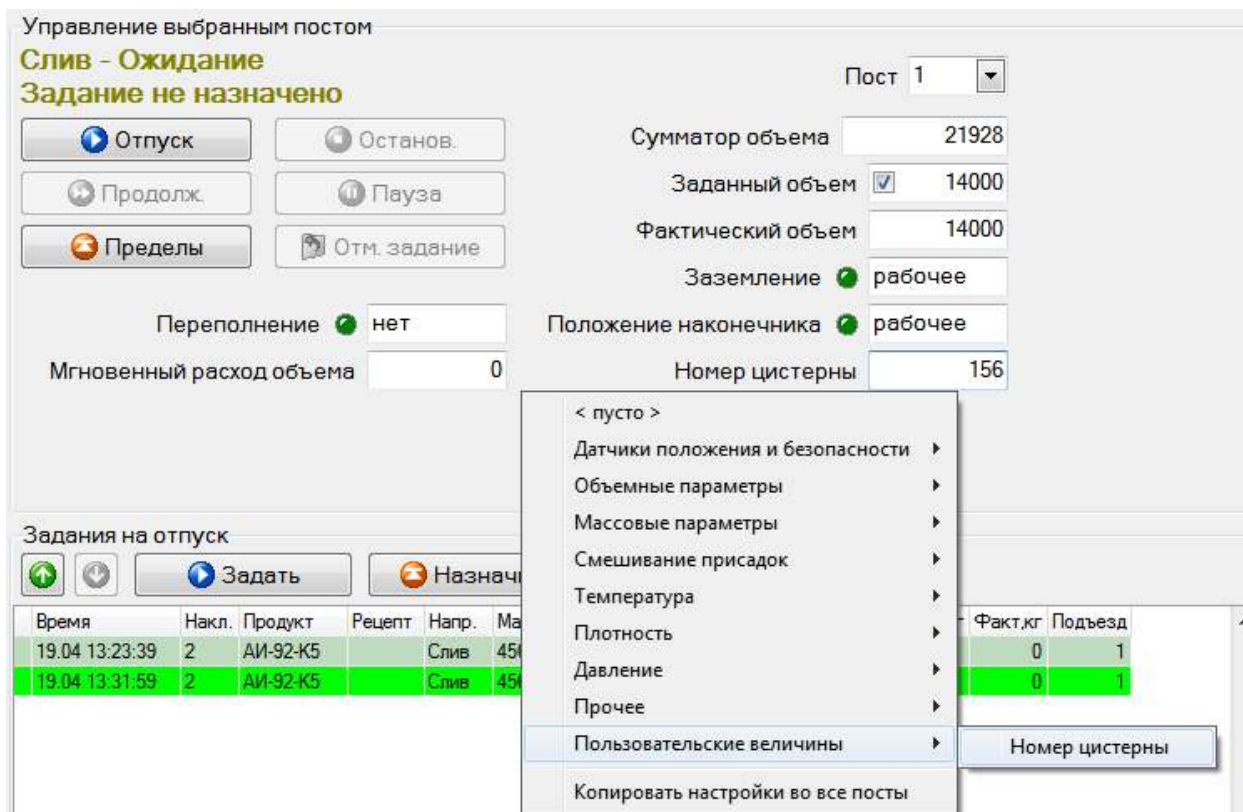 Управление выбранным постом
Слив - Ожидание
Задание не назначено
Пост 1
Отпуск
Останов.
Сумматор объема 21928
Продолж.
Пауза
Заданный объем 14000
Пределы
Отм. задание
Фактический объем 14000
Заземление рабочее
Переполнение нет
Положение наконечника рабочее
Мгновенный расход объема 0
Номер цистерны 156
< пусто >
Датчики положения и безопасности
Объемные параметры
Массовые параметры
Смешивание присадок
Температура
Плотность
Давление
Прочее
Пользовательские величины
Номер цистерны
Копировать настройки во все посты
Задания на отпуск
Задать
Назначи
Время Накл. Продукт Рецепт Напр. Ма Факт,кг Подъезд
19.04 13:23:39 2 АИ-92-К5 Слив 456 0 1
19.04 13:31:59 2 АИ-92-К5 Слив 456 0 1